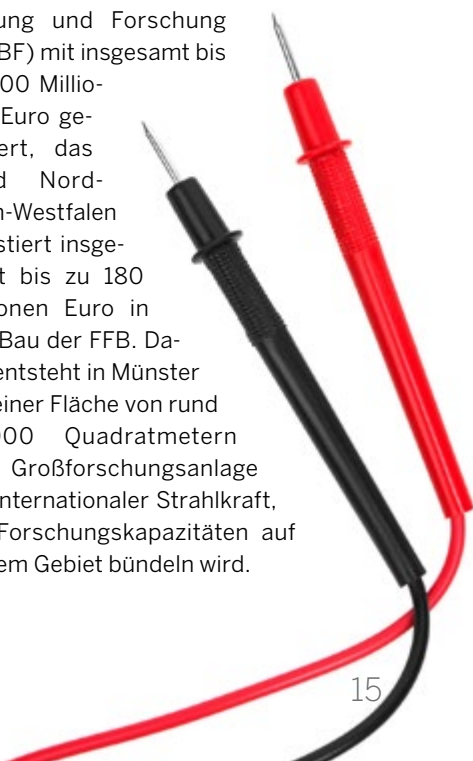 ung und Forschung
BF) mit insgesamt bis
00 Millio-
Euro ge-
ert, das
d Nord-
n-Westfalen
stiert insge-
t bis zu 180
onen Euro in
Bau der FFB. Da-
entsteht in Münster
einer Fläche von rund
000 Quadratmetern
Großforschungsanlage
nternationaler Strahlkraft,
Forschungskapazitäten auf
em Gebiet bündeln wird.
15